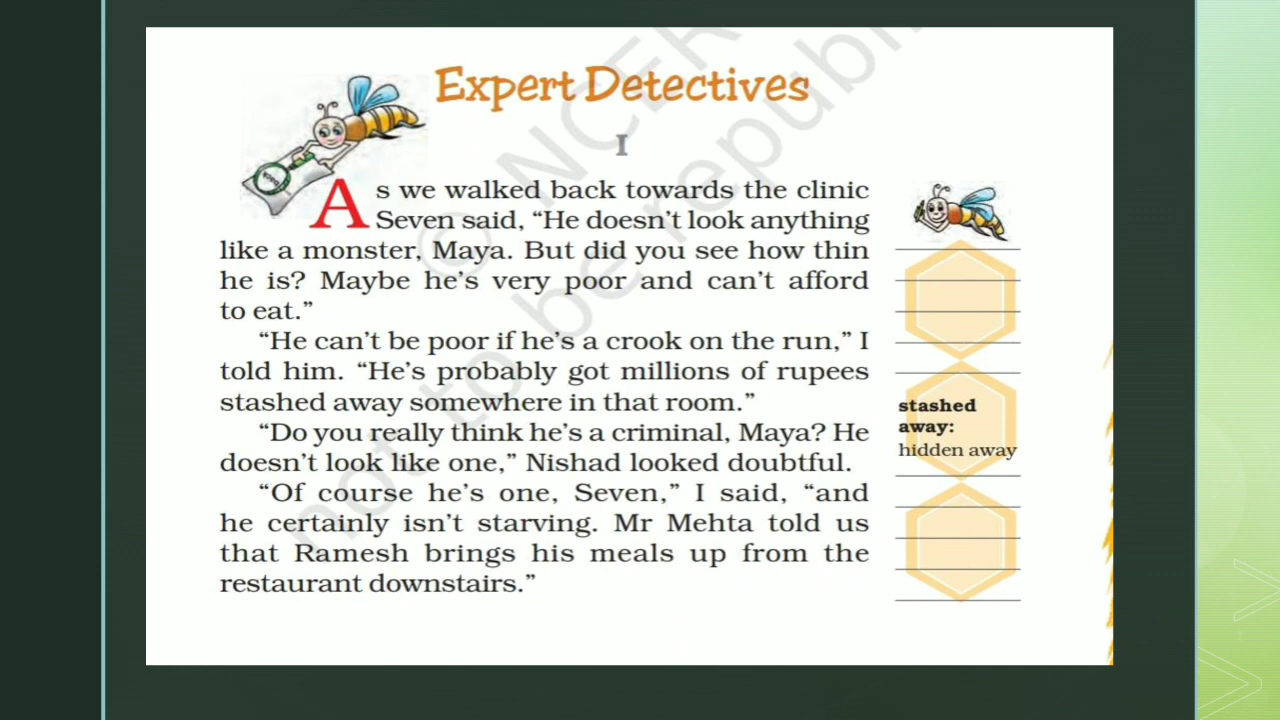 Expert Detectives
I
As we walked back towards the clinic
Seven said, “He doesn’t look anything
like a monster, Maya. But did you see how thin
he is? Maybe he’s very poor and can’t afford
to eat.”
“He can’t be poor if he’s a crook on the run,” I
told him. “He’s probably got millions of rupees
stashed away somewhere in that room.”
“Do you really think he’s a criminal, Maya? He
doesn’t look like one,” Nishad looked doubtful.
“Of course he’s one, Seven,” I said, “and
he certainly isn’t starving. Mr Mehta told us
that Ramesh brings his meals up from the
restaurant downstairs.”
stashed
away:
hidden away
© NCER
not to be republi